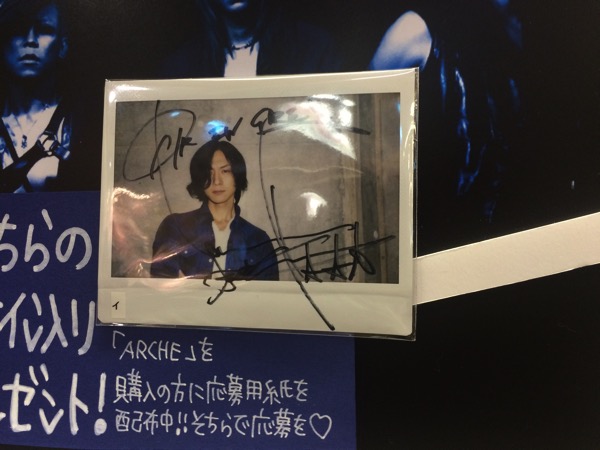 イ
ちらの
イン入り
ゼント!
「ARCHE」を
購入の方に応募用紙を
配布中!!そちらで応募を♡